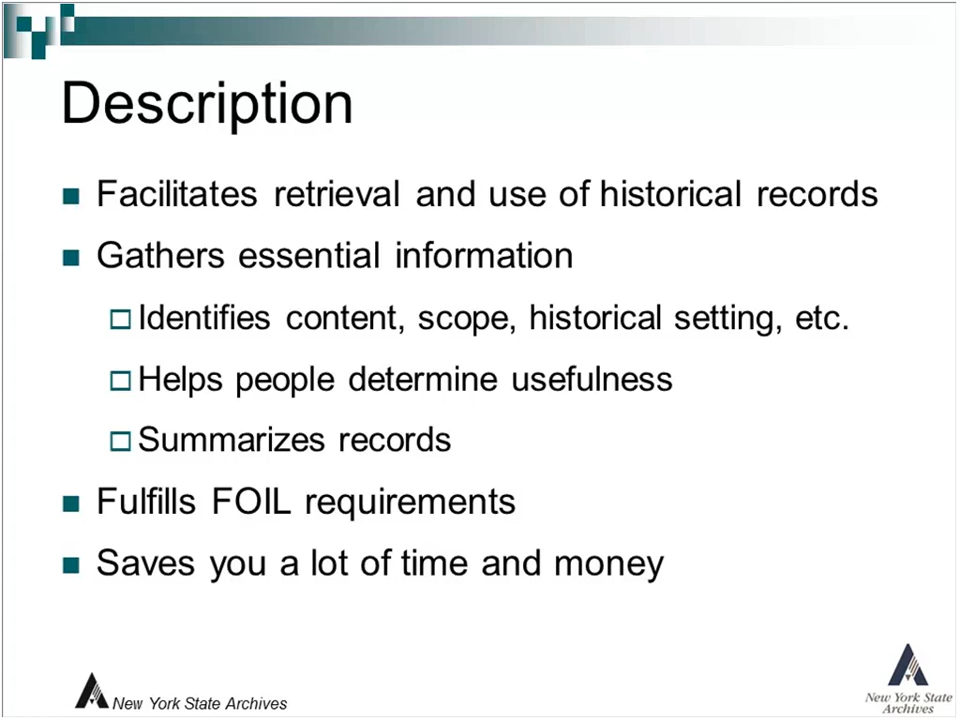 Description
Facilitates retrieval and use of historical records
Gathers essential information
Identifies content, scope, historical setting, etc.
Helps people determine usefulness
Summarizes records
Fulfills FOIL requirements
Saves you a lot of time and money
New York State Archives
New York State
Archives